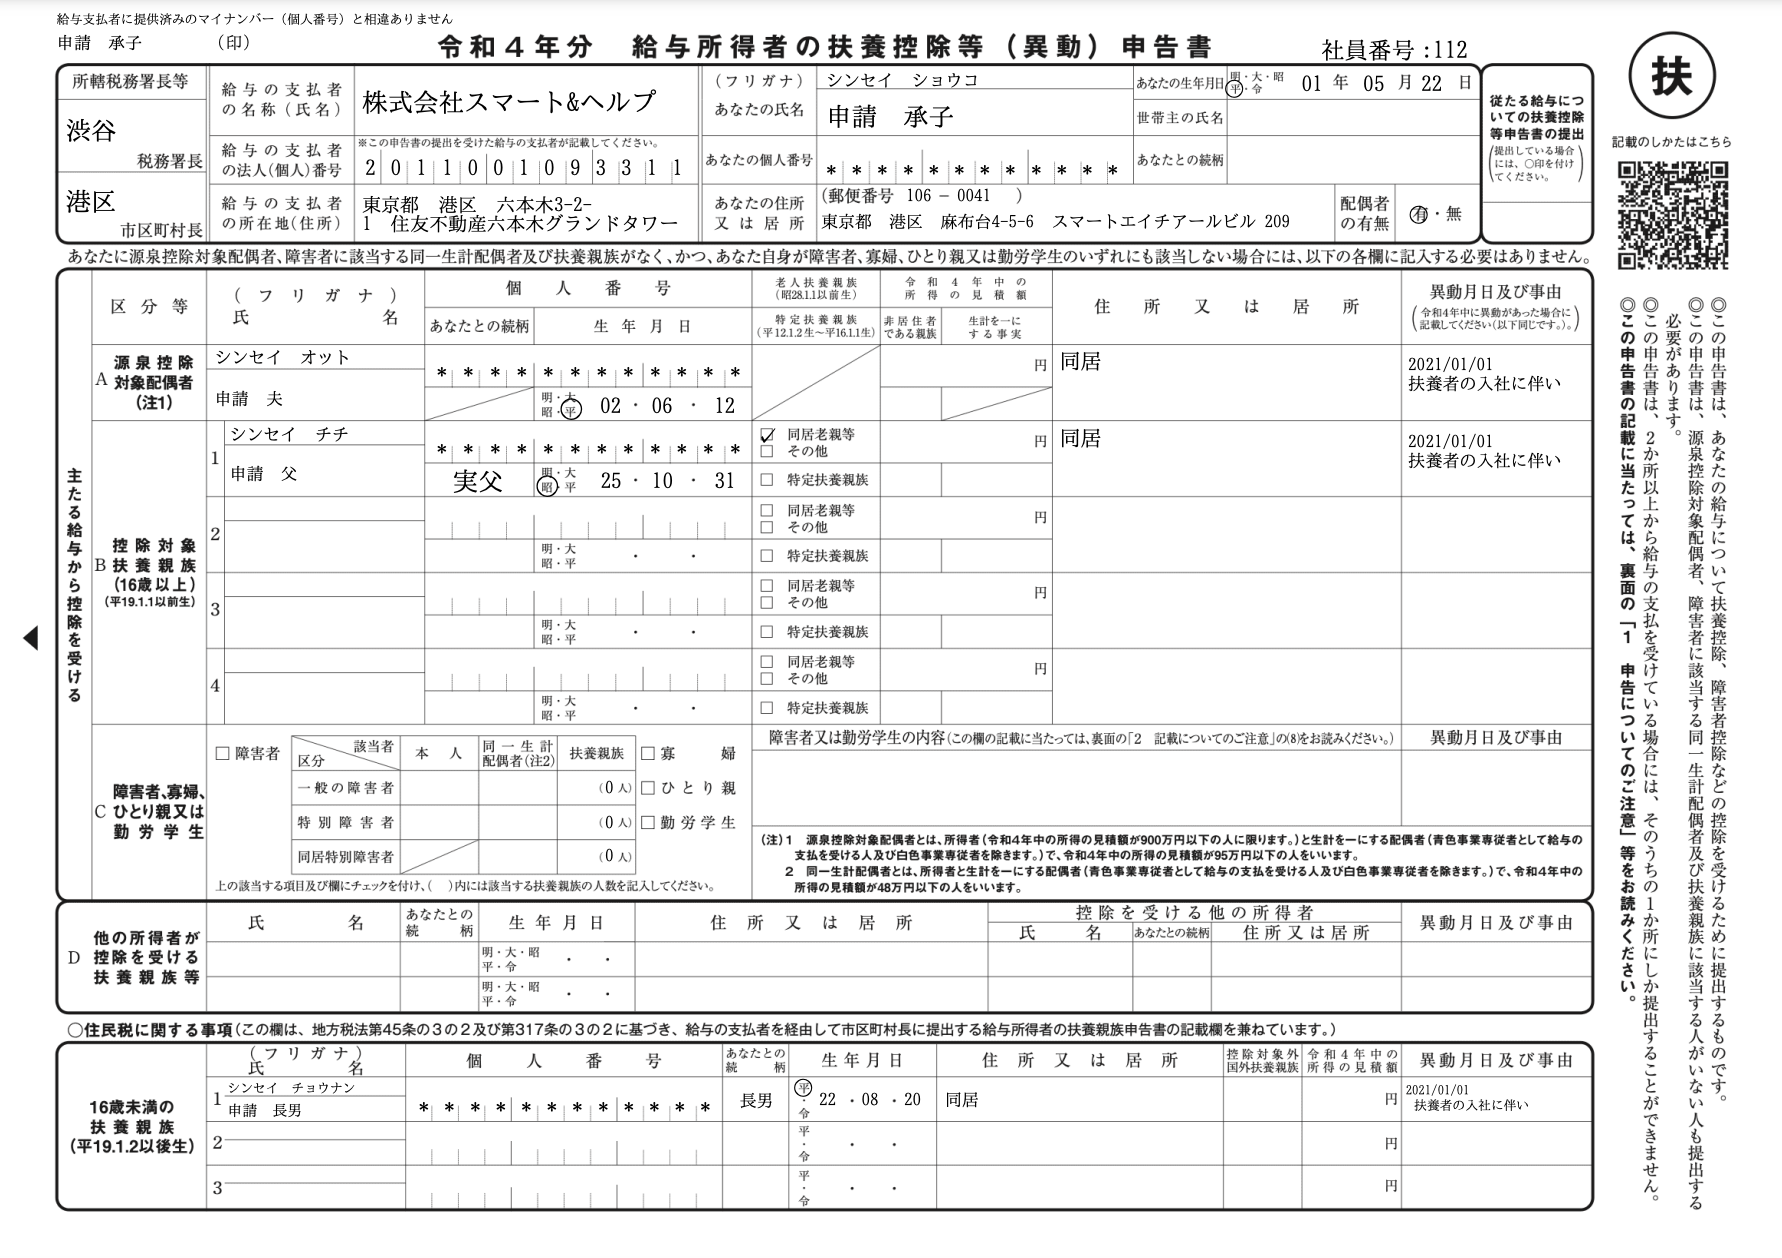 給与支払者に提供済みのマイナンバー（個人番号）と相違ありません
申請　承子　　　　（印）
令和４年分　給与所得者の扶養控除等（異動）申告書
社員番号 :112
扶
記載のしかたはこちら
所轄税務署長等
渋谷
税務署長
港区
市区町村長
給与の支払者の名称（氏名）
株式会社スマート&ヘルプ
給与の支払者の法人（個人）番号
※この申告書の提出を受けた給与の支払者が記載してください。
2 0 1 1 0 0 1 0 9 3 3 1 1
給与の支払者の所在地（住所）
東京都　港区　六本木3-2-
1　住友不動産六本木グランドタワー
（フリガナ）
シンセイ　ショウコ
あなたの氏名
申請　承子
あなたの個人番号
* * * * * * * * * * * *
あなたの住所又は居所
（郵便番号 106 － 0041　）
東京都　港区　麻布台4-5-6　スマートエイチアールビル 209
あなたの生年月日
明・大・昭
平・令
01 年 05 月 22 日
世帯主の氏名
あなたとの続柄
配偶者の有無
有・無
従たる給与についての扶養控除等申告書の提出
（提出している場合には、○印を付けてください。）
あなたに源泉控除対象配偶者、障害者に該当する同一生計配偶者及び扶養親族がなく、かつ、あなた自身が障害者、寡婦、ひとり親又は勤労学生のいずれにも該当しない場合には、以下の各欄に記入する必要はありません。
主たる給与から控除を受ける
区分等
（フリガナ）
氏　名
個人番号
あなたとの続柄
生年月日
老人扶養親族
（昭28.1.1以前生）
特定扶養親族
（平12.1.2生～平16.1.1生）
令和４年中の所得の見積額
非居住者である親族
生計を一にする事実
住所又は居所
異動月日及び事由
（令和4年中に異動があった場合に記載してください（以下同じです。）。）
A 源泉控除対象配偶者（注1）
シンセイ　オット
申請　夫
* * * * * * * * * * * *
明・大
昭・平
02 ・ 06 ・ 12
円
同居
2021/01/01
扶養者の入社に伴い
B 控除対象扶養親族（16歳以上）
（平19.1.1以前生）
1
シンセイ　チチ
申請　父
* * * * * * * * * * * *
実父
明・大
昭・平
25 ・ 10 ・ 31
☑ 同居老親等
□ その他
□ 特定扶養親族
円
同居
2021/01/01
扶養者の入社に伴い
2
明・大
昭・平
・　・
□ 同居老親等
□ その他
□ 特定扶養親族
円
3
明・大
昭・平
・　・
□ 同居老親等
□ その他
□ 特定扶養親族
円
4
明・大
昭・平
・　・
□ 同居老親等
□ その他
□ 特定扶養親族
円
C 障害者、寡婦、ひとり親又は勤労学生
□ 障害者
該当者
区分
本人
同一生計配偶者（注2）
扶養親族
一般の障害者
（0 人）
特別障害者
（0 人）
同居特別障害者
（0 人）
□ 寡婦
□ ひとり親
□ 勤労学生
上の該当する項目及び欄にチェックを付け、（　）内には該当する扶養親族の人数を記入してください。
障害者又は勤労学生の内容（この欄の記載に当たっては、裏面の「2　記載についてのご注意」の(8)をお読みください。）
異動月日及び事由
（注）1　源泉控除対象配偶者とは、所得者（令和4年中の所得の見積額が900万円以下の人に限ります。）と生計を一にする配偶者（青色事業専従者として給与の
支払を受ける人及び白色事業専従者を除きます。）で、令和4年中の所得の見積額が95万円以下の人をいいます。
2　同一生計配偶者とは、所得者と生計を一にする配偶者（青色事業専従者として給与の支払を受ける人及び白色事業専従者を除きます。）で、令和4年中の
所得の見積額が48万円以下の人をいいます。
D 他の所得者が控除を受ける扶養親族等
氏　名
あなたとの続柄
生年月日
住所又は居所
控除を受ける他の所得者
氏　名
あなたとの続柄
住所又は居所
異動月日及び事由
明・大・昭
平・令
・　・
明・大・昭
平・令
・　・
○住民税に関する事項（この欄は、地方税法第45条の3の2及び第317条の3の2に基づき、給与の支払者を経由して市区町村長に提出する給与所得者の扶養親族申告書の記載欄を兼ねています。）
16歳未満の扶養親族
（平19.1.2以後生）
（フリガナ）
氏　名
個人番号
あなたとの続柄
生年月日
住所又は居所
控除対象外国外扶養親族
令和４年中の所得の見積額
異動月日及び事由
1
シンセイ　チョウナン
申請　長男
* * * * * * * * * * * *
長男
平・令
22 ・ 08 ・ 20
同居
円
2021/01/01
扶養者の入社に伴い
2
平・令
・　・
円
3
平・令
・　・
円
◎この申告書は、あなたの給与について扶養控除、障害者控除などの控除を受けるために提出するものです。
◎この申告書は、源泉控除対象配偶者、障害者に該当する同一生計配偶者及び扶養親族に該当する人がいない人も提出する
必要があります。
◎この申告書は、2か所以上から給与の支払を受けている場合には、そのうちの1か所にしか提出することができません。
◎この申告書の記載に当たっては、裏面の「1　申告についてのご注意」等をお読みください。